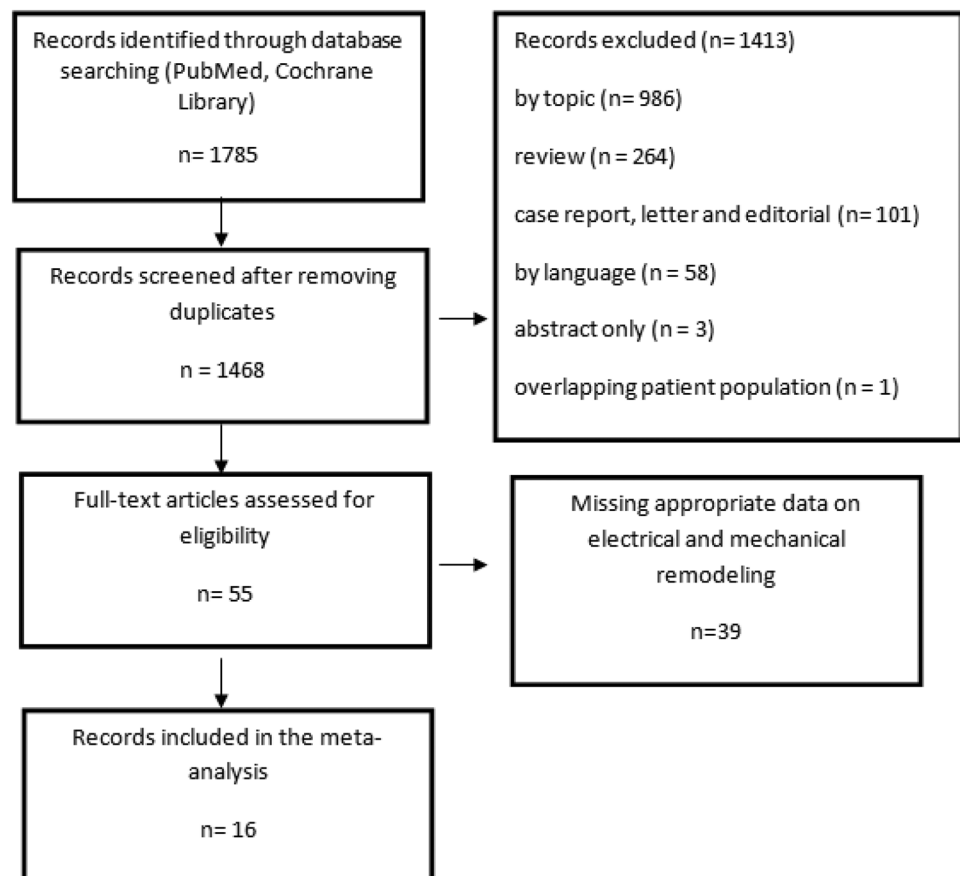 Records identified through database
searching (PubMed, Cochrane
Library)
n= 1785
Records excluded (n= 1413)
by topic (n= 986)
review (n = 264)
case report, letter and editorial (n= 101)
by language (n = 58)
abstract only (n = 3)
overlapping patient population (n = 1)
Records screened after removing
duplicates
n = 1468
Full-text articles assessed for
eligibility
n= 55
Missing appropriate data on
electrical and mechanical
remodeling
n=39
Records included in the meta-
analysis
n= 16